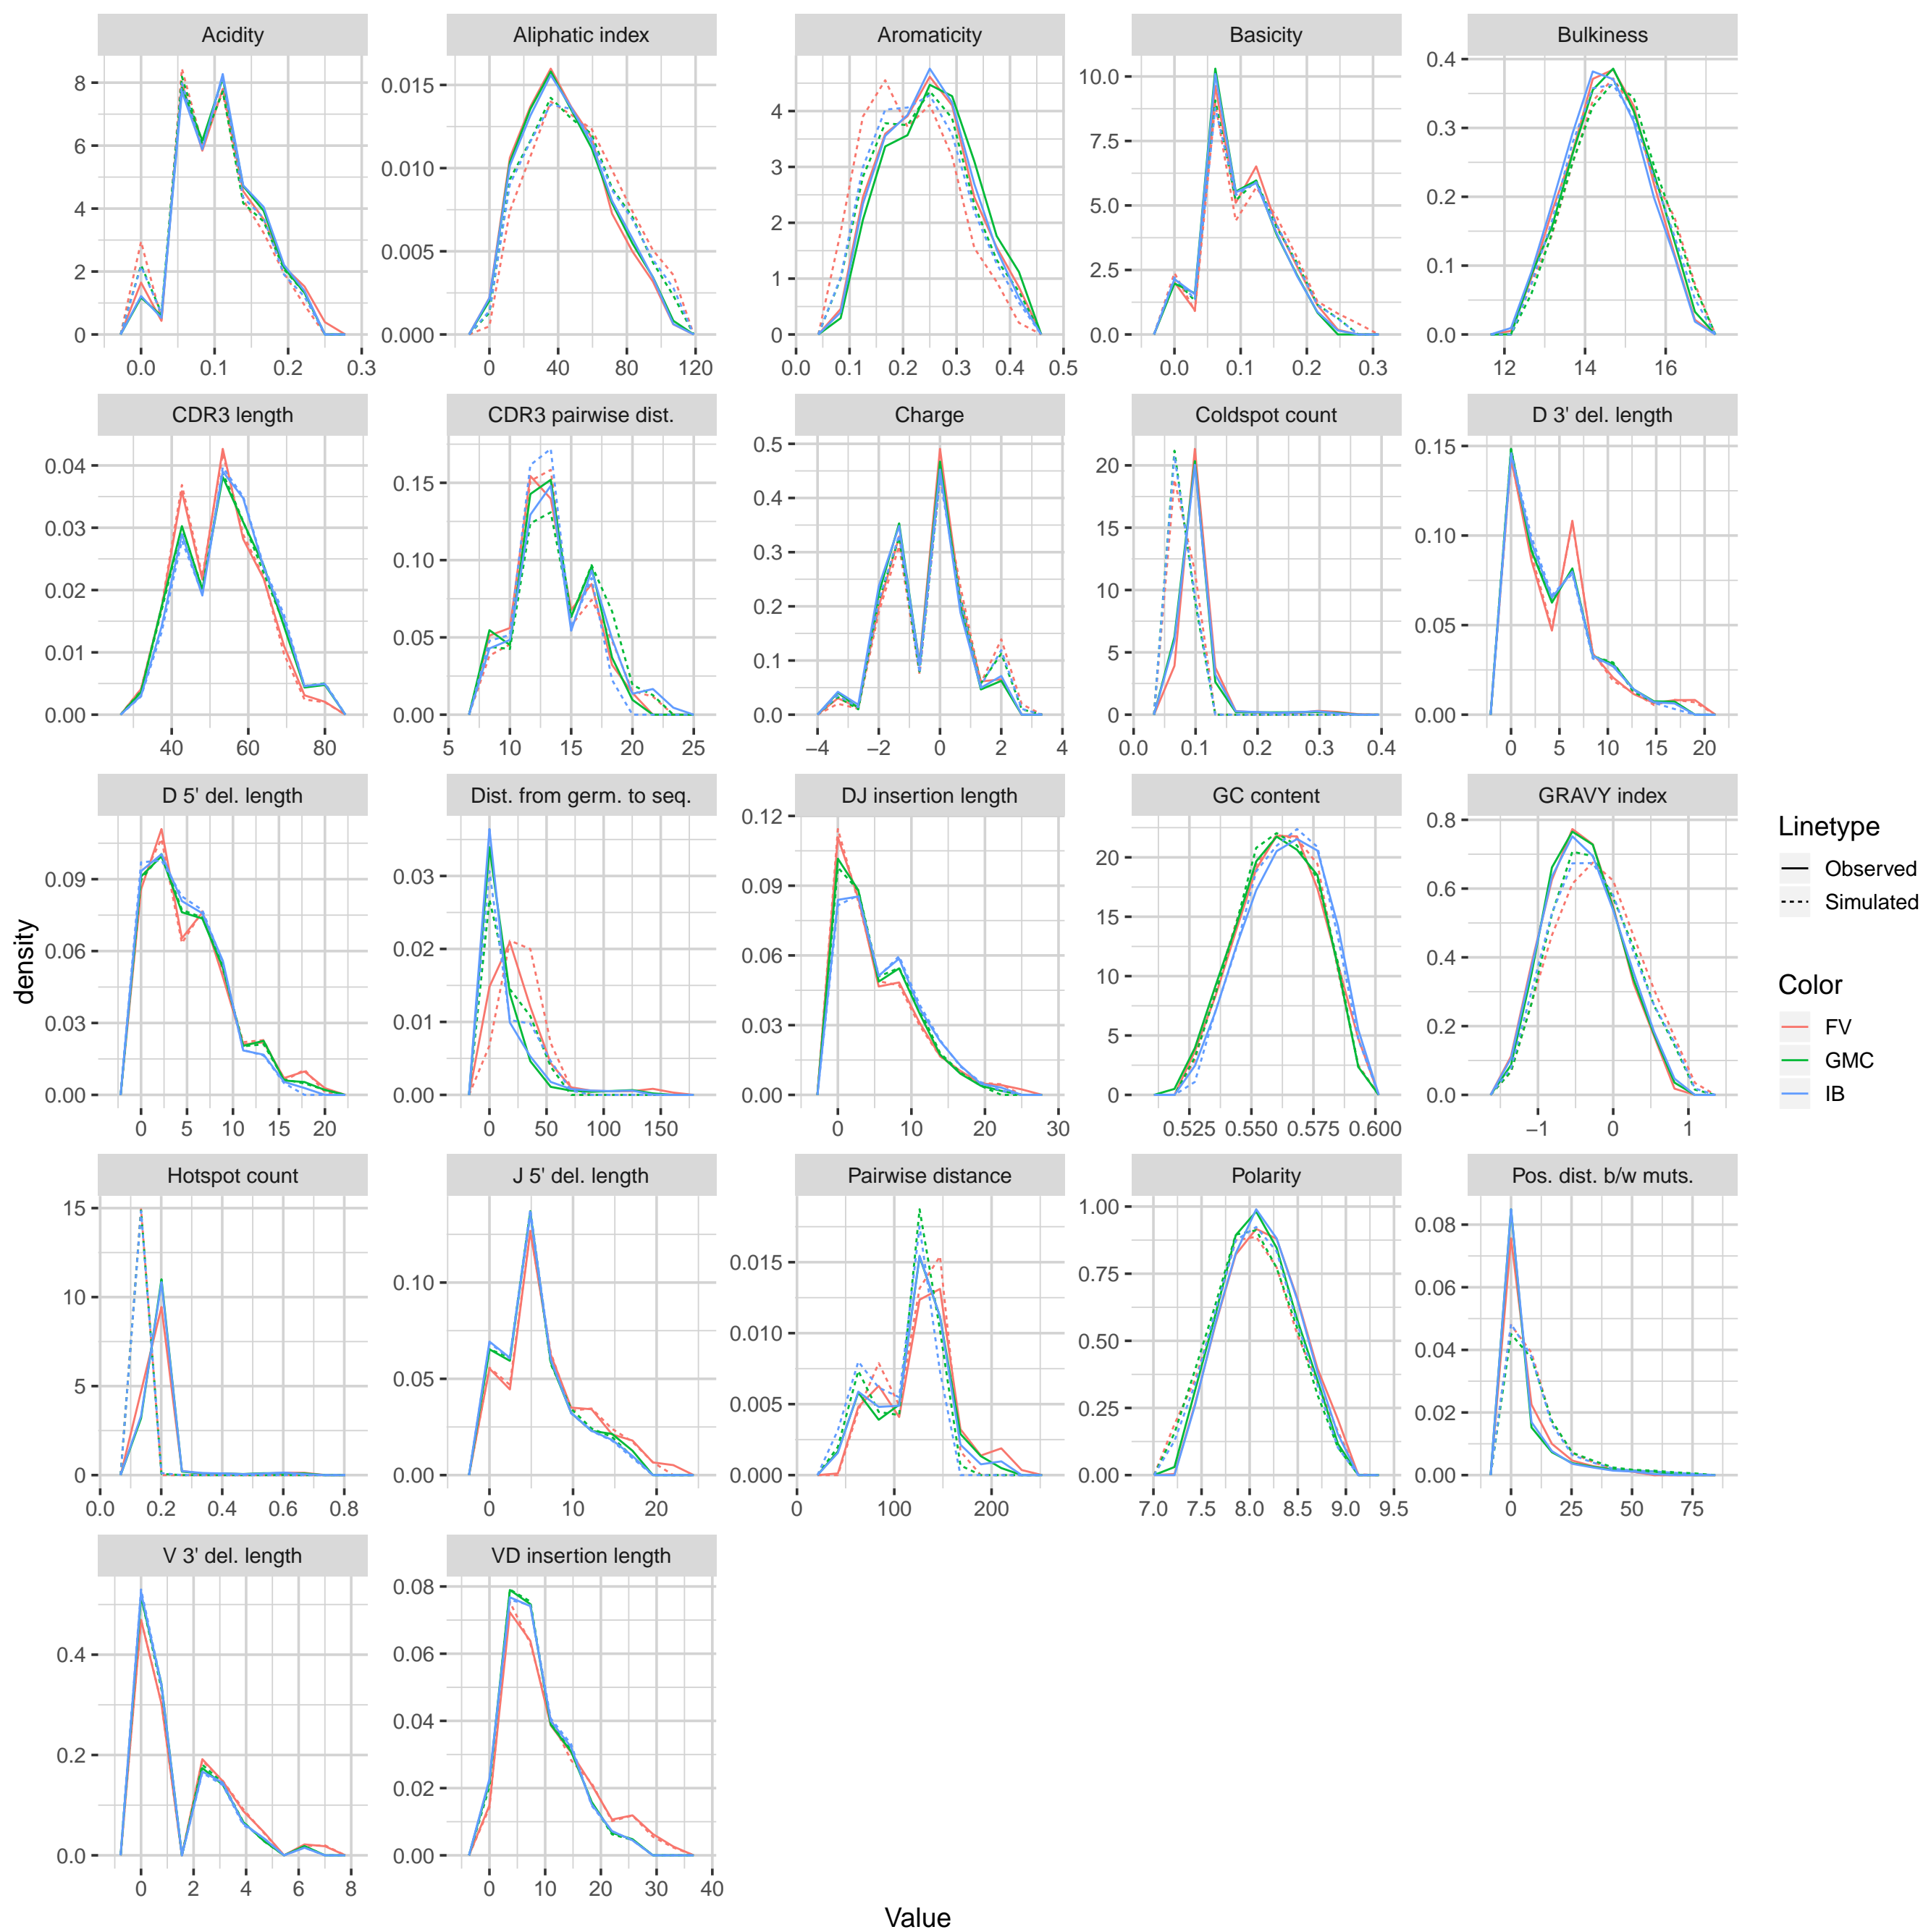 Acidity Aliphatic index Aromaticity Basicity Bulkiness
8 6 4 2 0
0.015 0.010 0.005 0.000
4 3 2 1 0
10.0 7.5 5.0 2.5 0.0
0.4 0.3 0.2 0.1 0.0
0.0 0.1 0.2 0.3
0 40 80 120
0.0 0.1 0.2 0.3 0.4 0.5
0.0 0.1 0.2 0.3
12 14 16
CDR3 length CDR3 pairwise dist. Charge Coldspot count D 3' del. length
0.04 0.03 0.02 0.01 0.00
0.15 0.10 0.05 0.00
0.5 0.4 0.3 0.2 0.1 0.0
20 15 10 5 0
0.15 0.10 0.05 0.00
40 60 80
5 10 15 20 25
−4 −2 0 2 4
0.0 0.1 0.2 0.3 0.4
0 5 10 15 20
D 5' del. length Dist. from germ. to seq. DJ insertion length GC content GRAVY index
0.09 0.06 0.03 0.00
0.03 0.02 0.01 0.00
0.12 0.09 0.06 0.03 0.00
20 15 10 5 0
0.8 0.6 0.4 0.2 0.0
0 5 10 15 20
0 50 100 150
0 10 20 30
0.525 0.550 0.575 0.600
−1 0 1
Hotspot count J 5' del. length Pairwise distance Polarity Pos. dist. b/w muts.
15 10 5 0
0.10 0.05 0.00
0.015 0.010 0.005 0.000
1.00 0.75 0.50 0.25 0.00
0.08 0.06 0.04 0.02 0.00
0.0 0.2 0.4 0.6 0.8
0 10 20
0 100 200
7.0 7.5 8.0 8.5 9.0 9.5
0 25 50 75
V 3' del. length VD insertion length
0.4 0.2 0.0
0.08 0.06 0.04 0.02 0.00
0 2 4 6 8
0 10 20 30 40
density
Value
Linetype
Observed
Simulated
Color
FV
GMC
IB